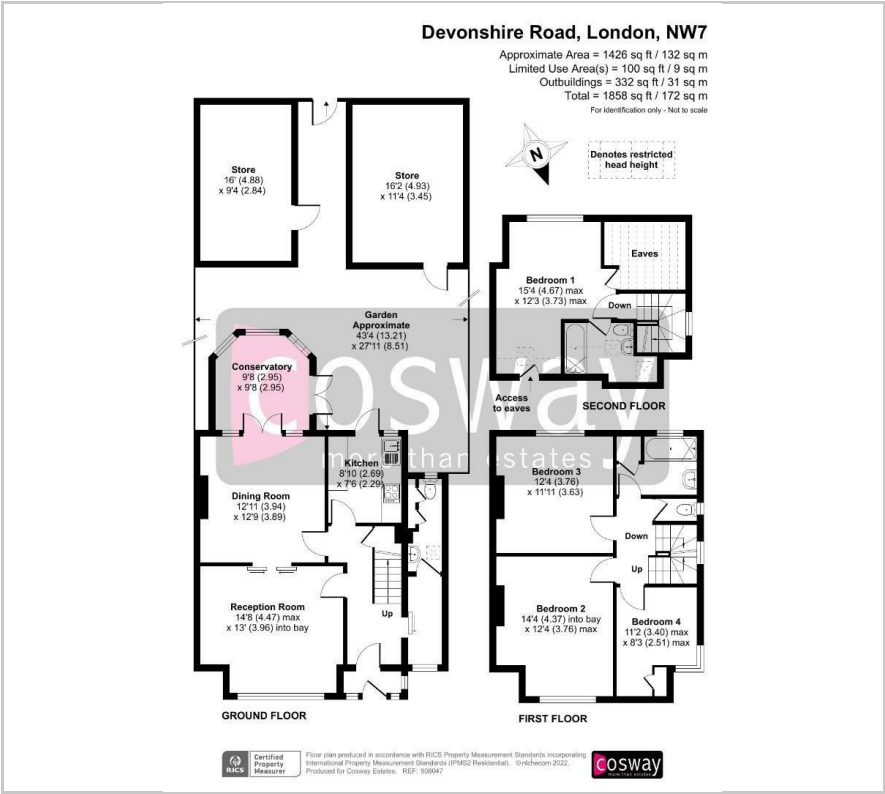 Devonshire Road, London, NW7
Approximate Area = 1426 sq ft / 132 sq m
Limited Use Area(s) = 100 sq ft / 9 sq m
Outbuildings = 332 sq ft / 31 sq m
Total = 1858 sq ft / 172 sq m
For identification only - Not to scale
N
Denotes restricted
head height
Store
16' (4.88)
x 9'4 (2.84)
Store
16'2 (4.93)
x 11'4 (3.45)
Garden
Approximate
43'4 (13.21)
x 27'11 (8.51)
Conservatory
9'8 (2.95)
x 9'8 (2.95)
Kitchen
8'10 (2.69)
x 7'6 (2.29)
Dining Room
12'11 (3.94)
x 12'9 (3.89)
Reception Room
14'8 (4.47) max
x 13' (3.96) into bay
Up
GROUND FLOOR
Bedroom 1
15'4 (4.67) max
x 12'3 (3.73) max
Eaves
Down
Access
to eaves
SECOND FLOOR
Bedroom 3
12'4 (3.76)
x 11'11 (3.63)
Down
Up
Bedroom 2
14'4 (4.37) into bay
x 12'4 (3.76) max
Bedroom 4
11'2 (3.40) max
x 8'3 (2.51) max
FIRST FLOOR
cosway
more than estates
RICS
Certified
Property
Measurer
Floor plan produced in accordance with RICS Property Measurement Standards incorporating
International Property Measurement Standards (IPMS2 Residential). ©nichecom 2022.
Produced for Cosway Estates. REF: 806047
cosway
more than estates